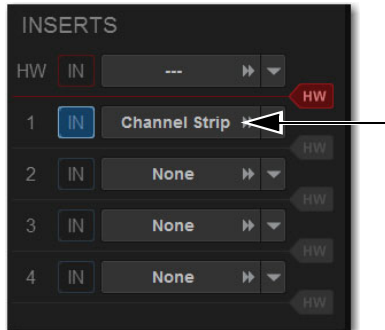 INSERTS
HW IN ---
HW
1 IN Channel Strip
HW
2 IN None
HW
3 IN None
HW
4 IN None
HW